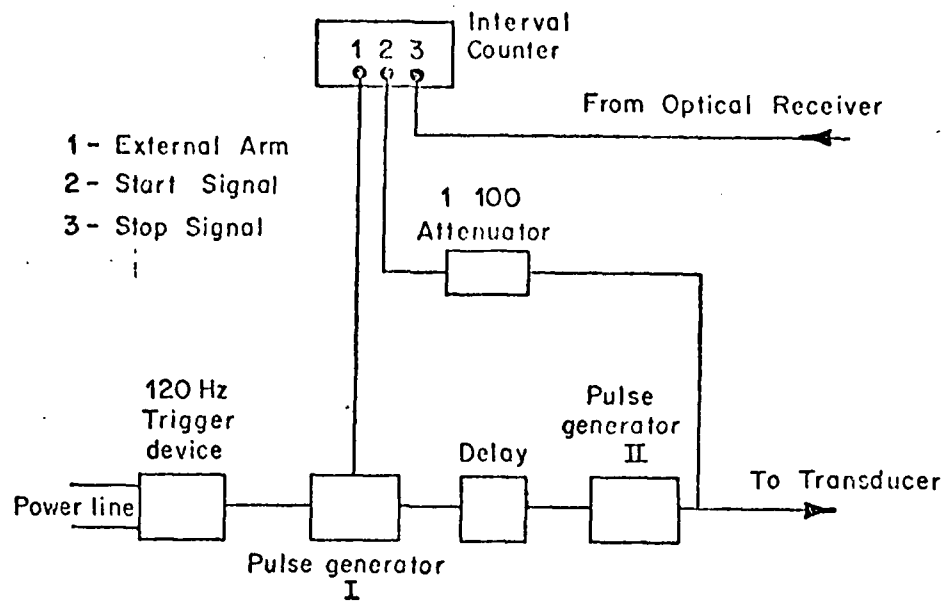 Interval
Counter
1 2 3
From Optical Receiver
1 - External Arm
2 - Start Signal
3 - Stop Signal
1 100
Attenuator
120 Hz
Trigger
device
Pulse
generator
II
Delay
To Transducer
Power line
Pulse generator
I